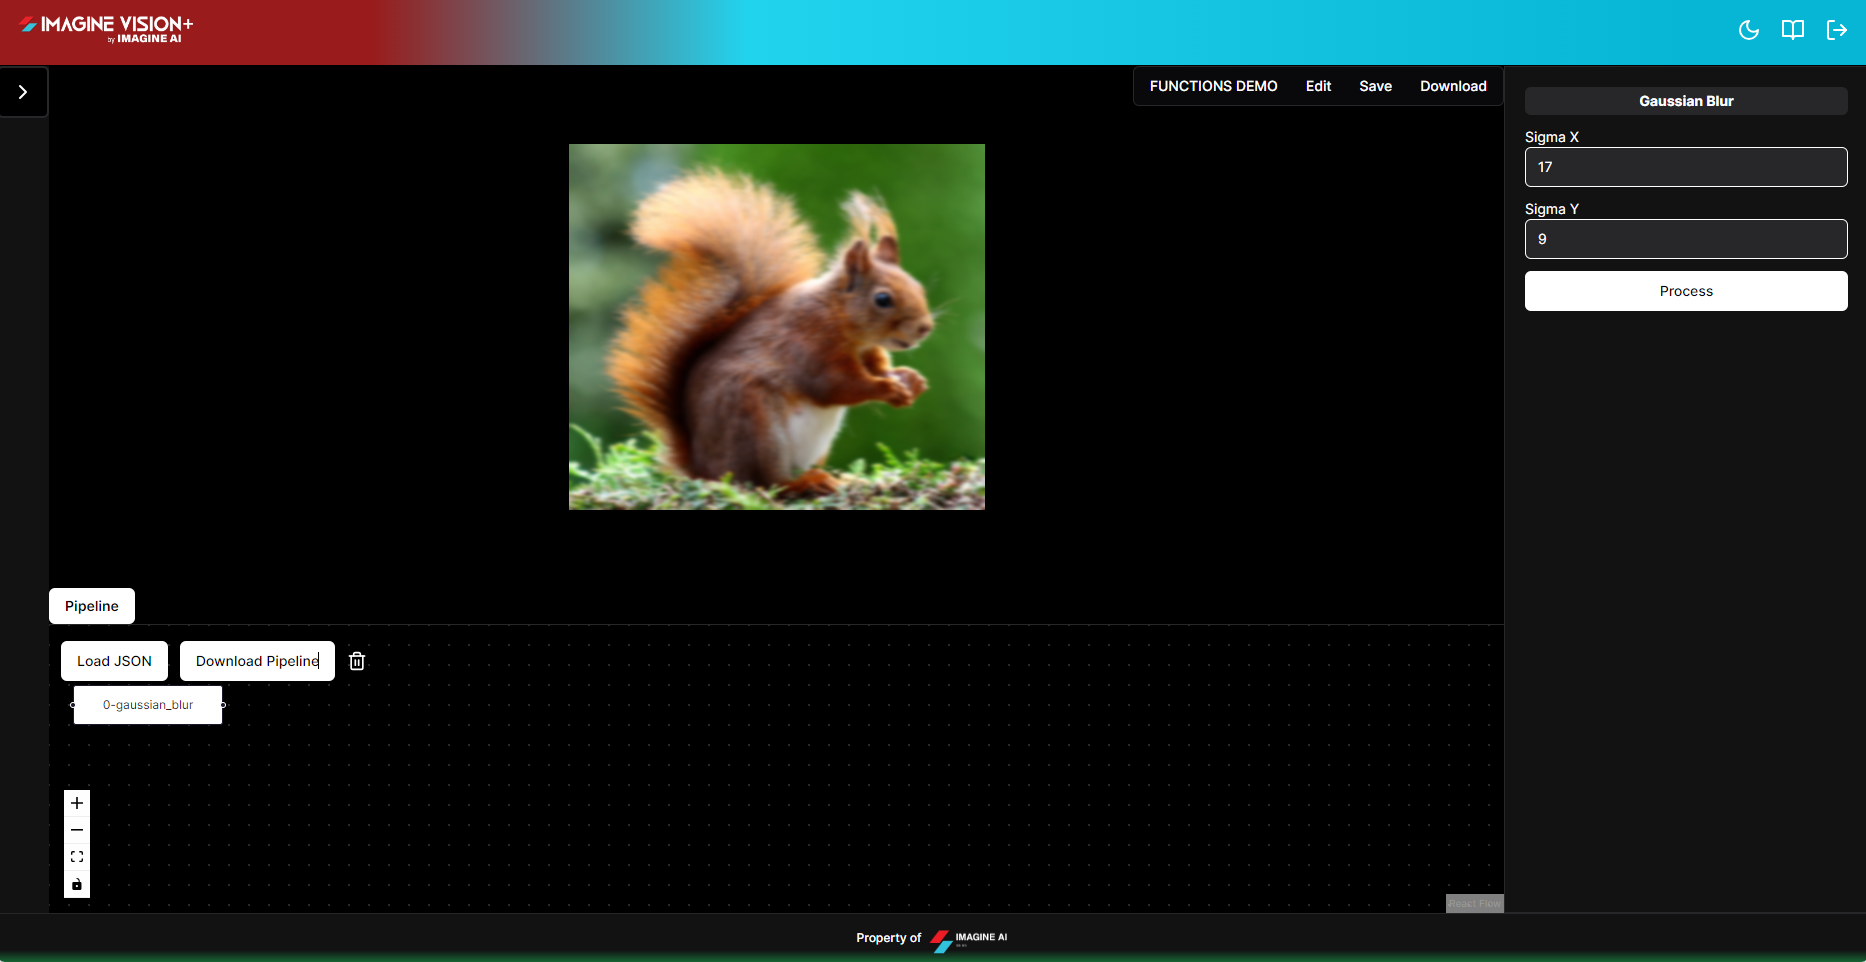 IMAGINE VISION+
by IMAGINE AI
FUNCTIONS DEMO Edit Save Download
Gaussian Blur
Sigma X
17
Sigma Y
9
Process
Pipeline
Load JSON Download Pipeline
0-gaussian_blur
React Flow
Property of IMAGINE AI